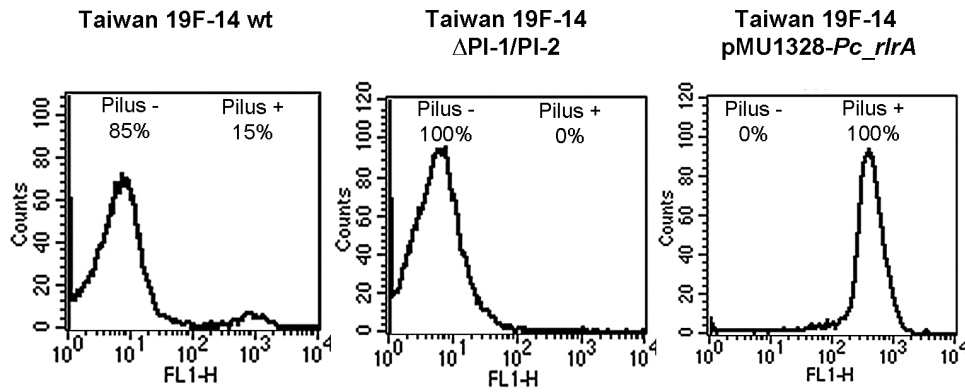 Taiwan 19F-14 wt
Taiwan 19F-14
ΔPI-1/PI-2
Taiwan 19F-14
pMU1328-Pc_rlrA
Pilus -
85%
Pilus +
15%
Counts
100
80
60
40
20
0
10^0
10^1
10^2
10^3
10^4
FL1-H
Pilus -
100%
Pilus +
0%
Counts
120
100
80
60
40
20
0
10^0
10^1
10^2
10^3
10^4
FL1-H
Pilus -
0%
Pilus +
100%
Counts
120
100
80
60
40
20
0
10^0
10^1
10^2
10^3
10^4
FL1-H